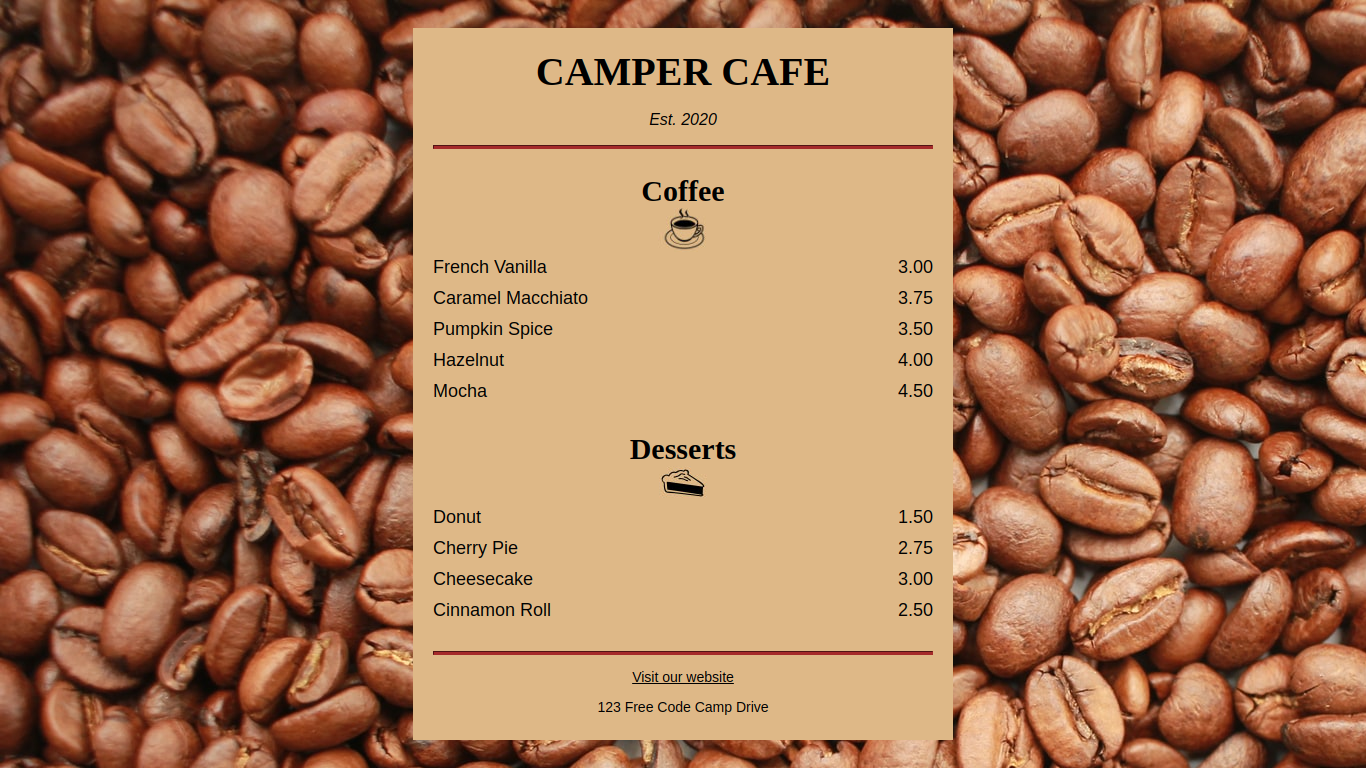 CAMPER CAFE
Est. 2020
Coffee
French Vanilla 3.00
Caramel Macchiato 3.75
Pumpkin Spice 3.50
Hazelnut 4.00
Mocha 4.50
Desserts
Donut 1.50
Cherry Pie 2.75
Cheesecake 3.00
Cinnamon Roll 2.50
Visit our website
123 Free Code Camp Drive